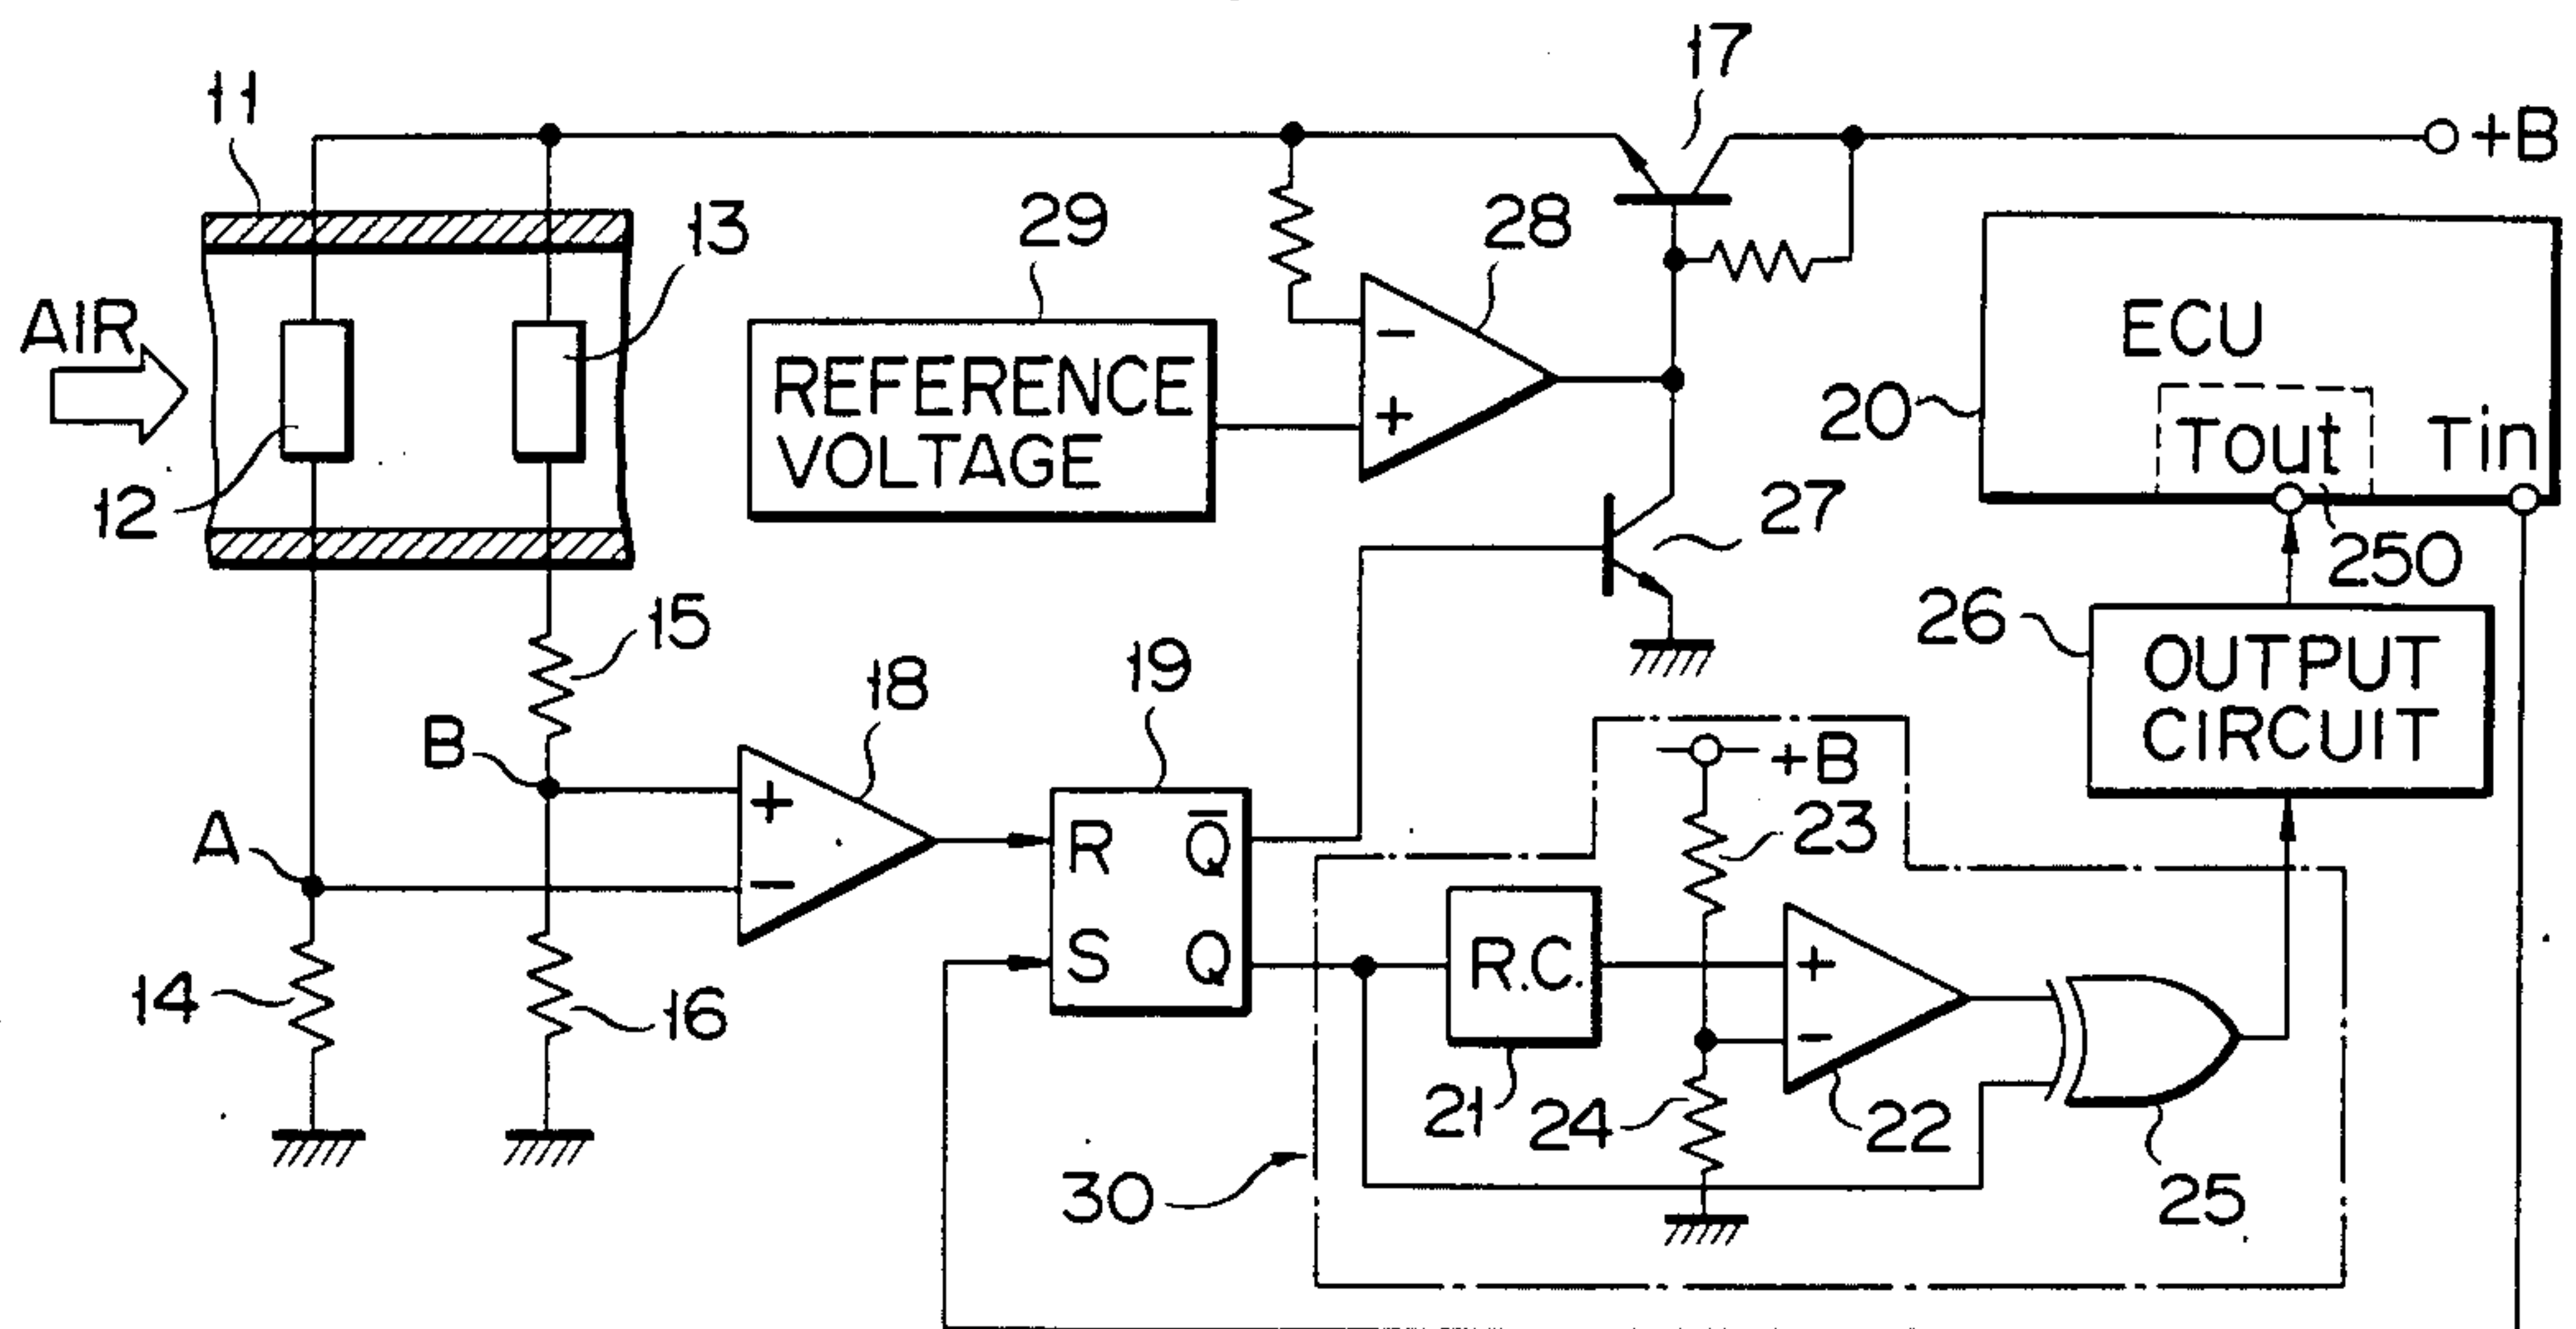 17
11
+B
13
29
28
AIR
REFERENCE
VOLTAGE
−
+
ECU
20
Tout
Tin
12
27
250
15
26
OUTPUT
CIRCUIT
18
19
B
+B
+
−
A
R
Q̄
S
Q
23
R.C.
+
−
14
16
21
24
22
30
25